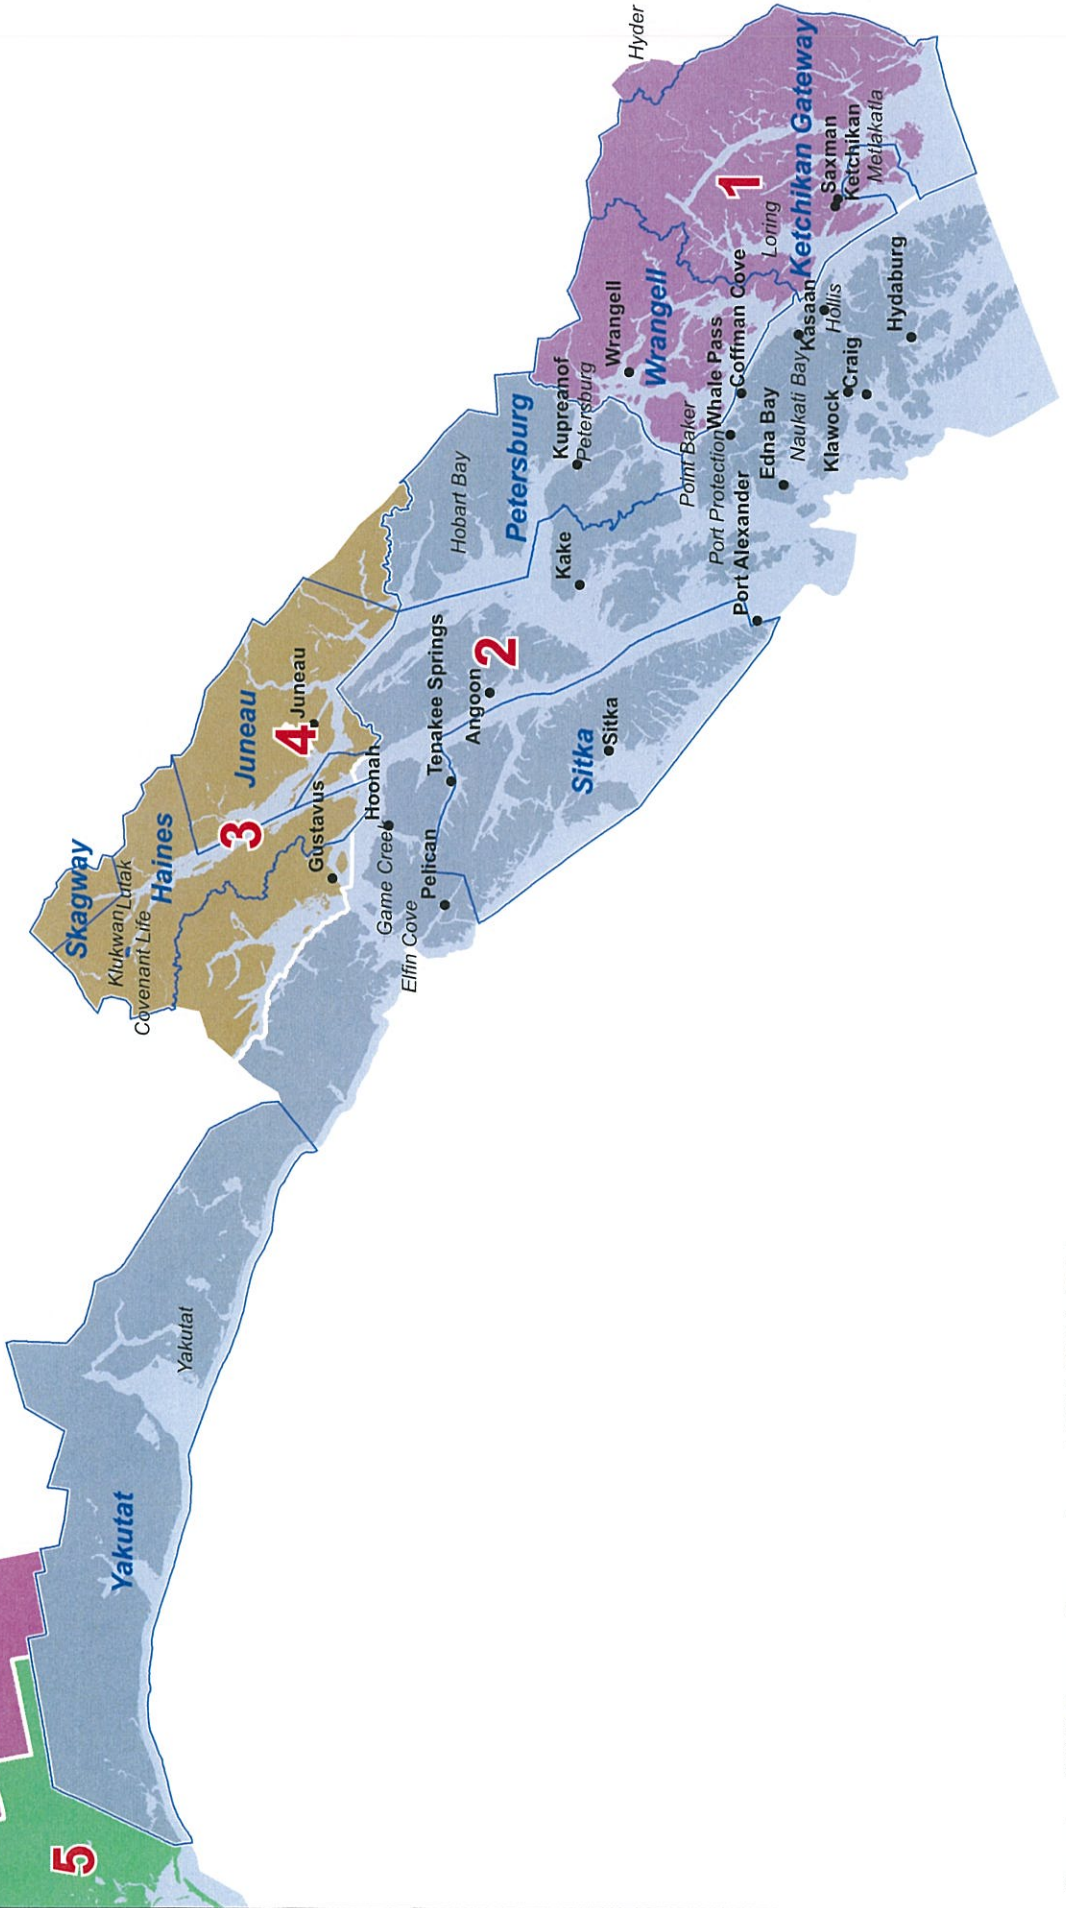 5
Yakutat
Yakutat
Skagway
Klukwan
Lutak
Covenant Life
Haines
3
Juneau
4
Juneau
Gustavus
Hoonah
Game Creek
Elfin Cove
Pelican
Tenakee Springs
Angoon
2
Sitka
Sitka
Hobart Bay
Petersburg
Kake
Kupreanof
Petersburg
Wrangell
Wrangell
Hyder
1
Loring
Ketchikan Gateway
Saxman
Ketchikan
Metlakatla
Point Baker
Port Protection
Port Alexander
Whale Pass
Coffman Cove
Edna Bay
Naukati Bay
Kasaan
Hollis
Klawock
Craig
Hydaburg